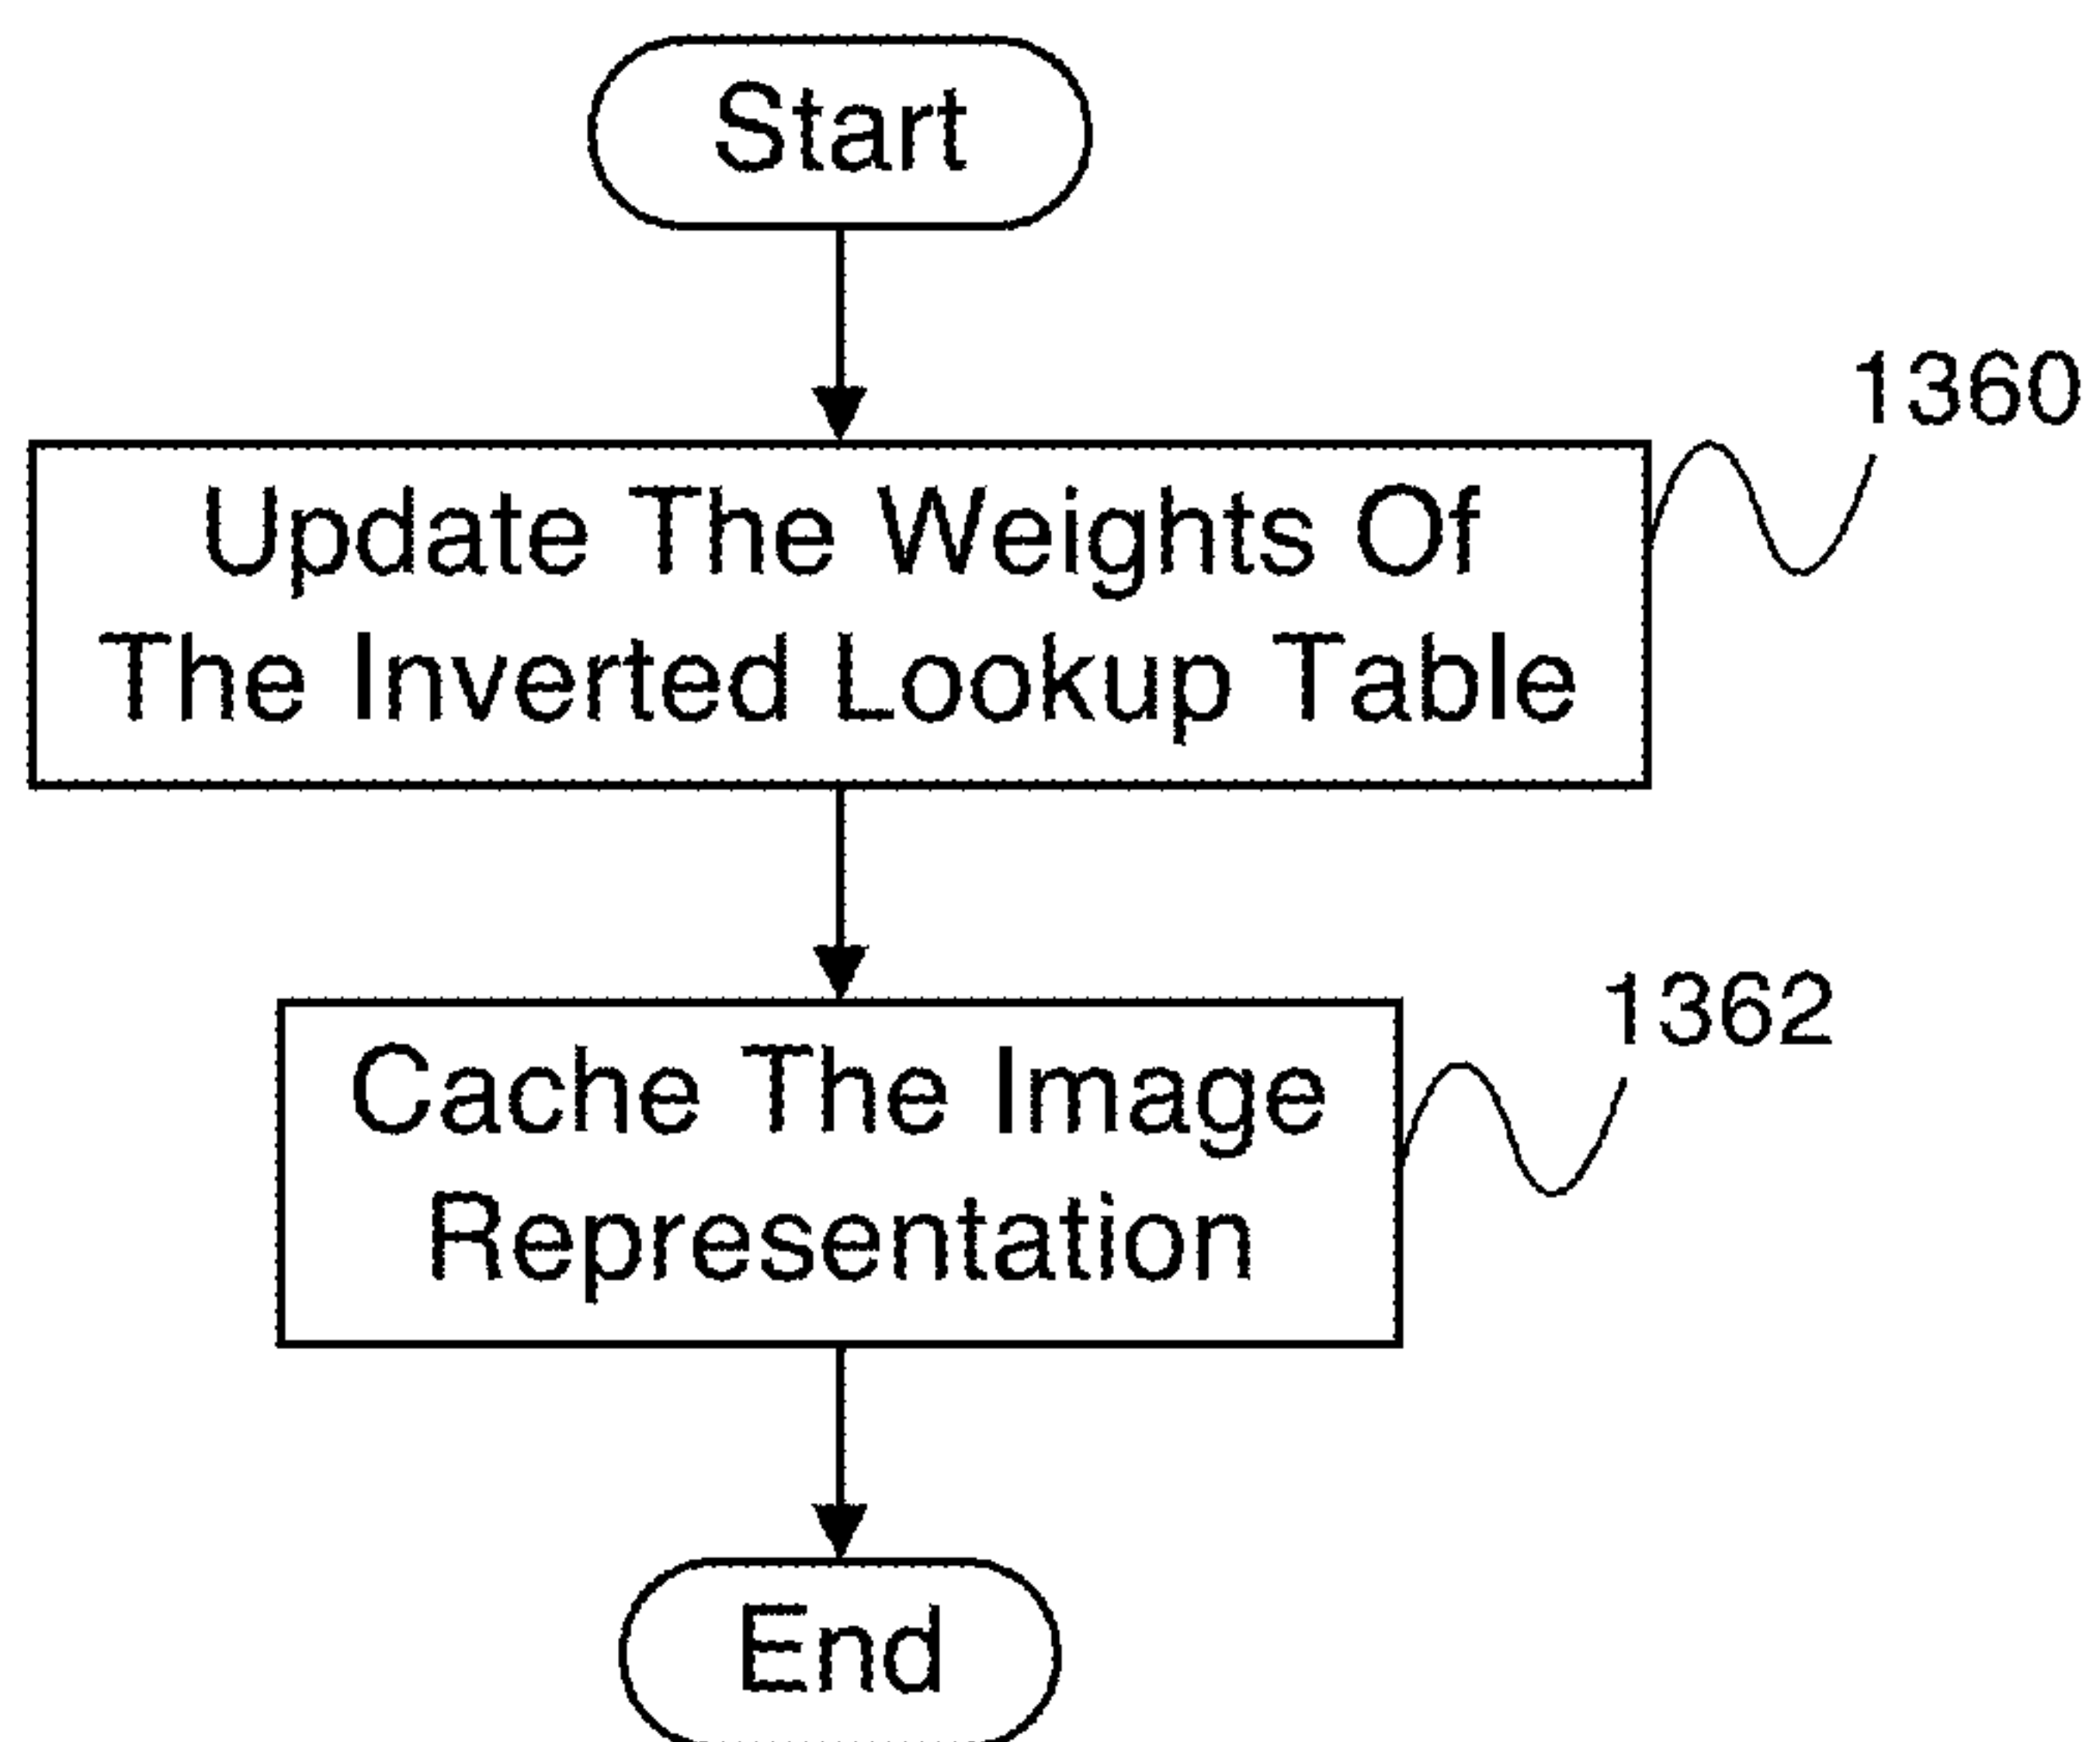 Start
1360
Update The Weights Of
The Inverted Lookup Table
1362
Cache The Image
Representation
End